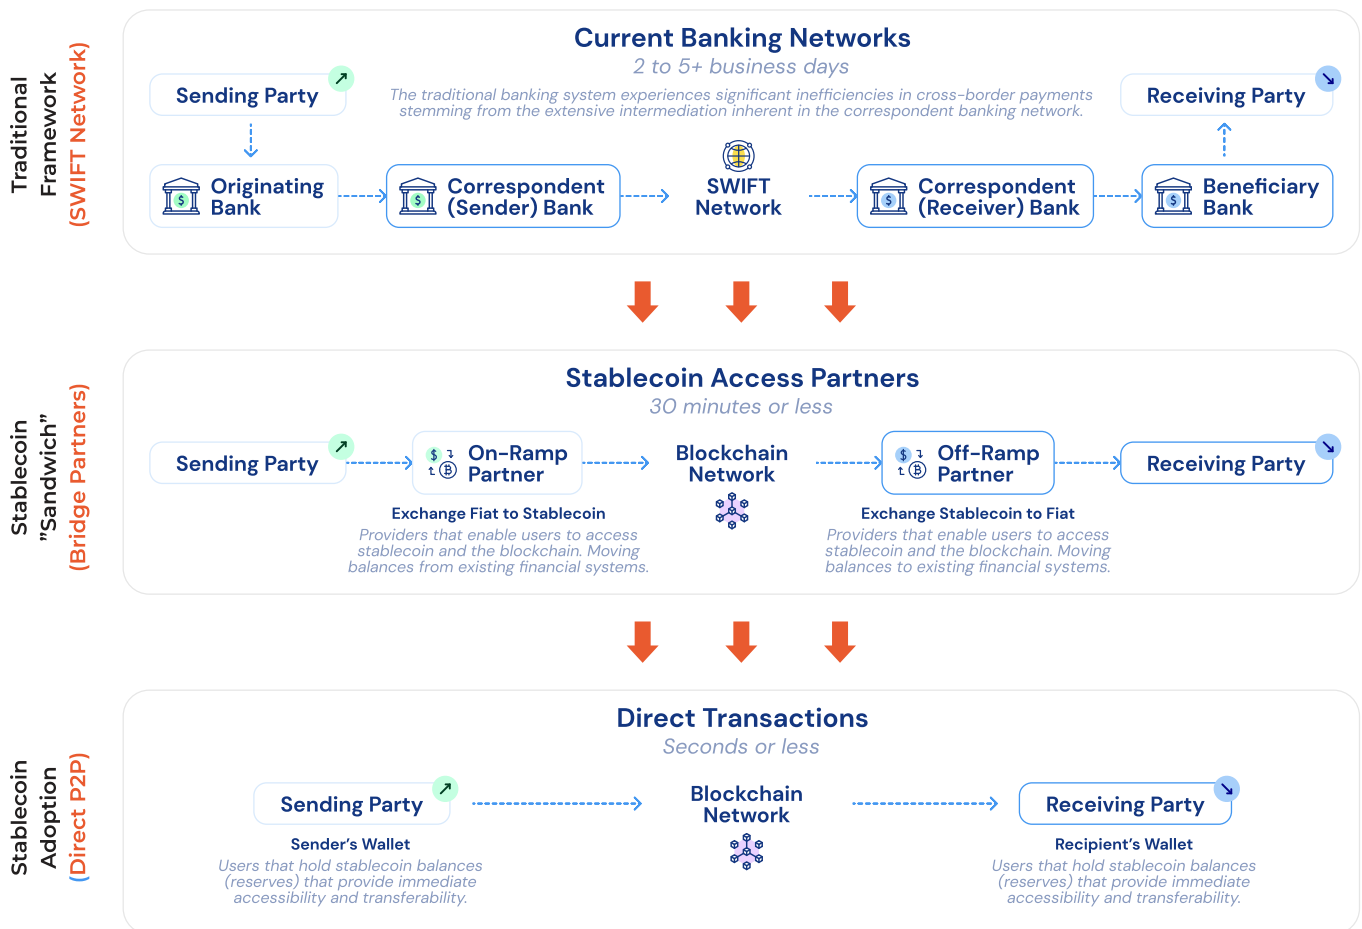 Traditional
Framework
(SWIFT Network)
Current Banking Networks
2 to 5+ business days
The traditional banking system experiences significant inefficiencies in cross-border payments
stemming from the extensive intermediation inherent in the correspondent banking network.
Sending Party
Receiving Party
Originating
Bank
Correspondent
(Sender) Bank
SWIFT
Network
Correspondent
(Receiver) Bank
Beneficiary
Bank
Stablecoin
”Sandwich”
(Bridge Partners)
Stablecoin Access Partners
30 minutes or less
Sending Party
On-Ramp
Partner
Blockchain
Network
Off-Ramp
Partner
Receiving Party
Exchange Fiat to Stablecoin
Providers that enable users to access
stablecoin and the blockchain. Moving
balances from existing financial systems.
Exchange Stablecoin to Fiat
Providers that enable users to access
stablecoin and the blockchain. Moving
balances to existing financial systems.
Stablecoin
Adoption
(Direct P2P)
Direct Transactions
Seconds or less
Sending Party
Blockchain
Network
Receiving Party
Sender’s Wallet
Users that hold stablecoin balances
(reserves) that provide immediate
accessibility and transferability.
Recipient’s Wallet
Users that hold stablecoin balances
(reserves) that provide immediate
accessibility and transferability.